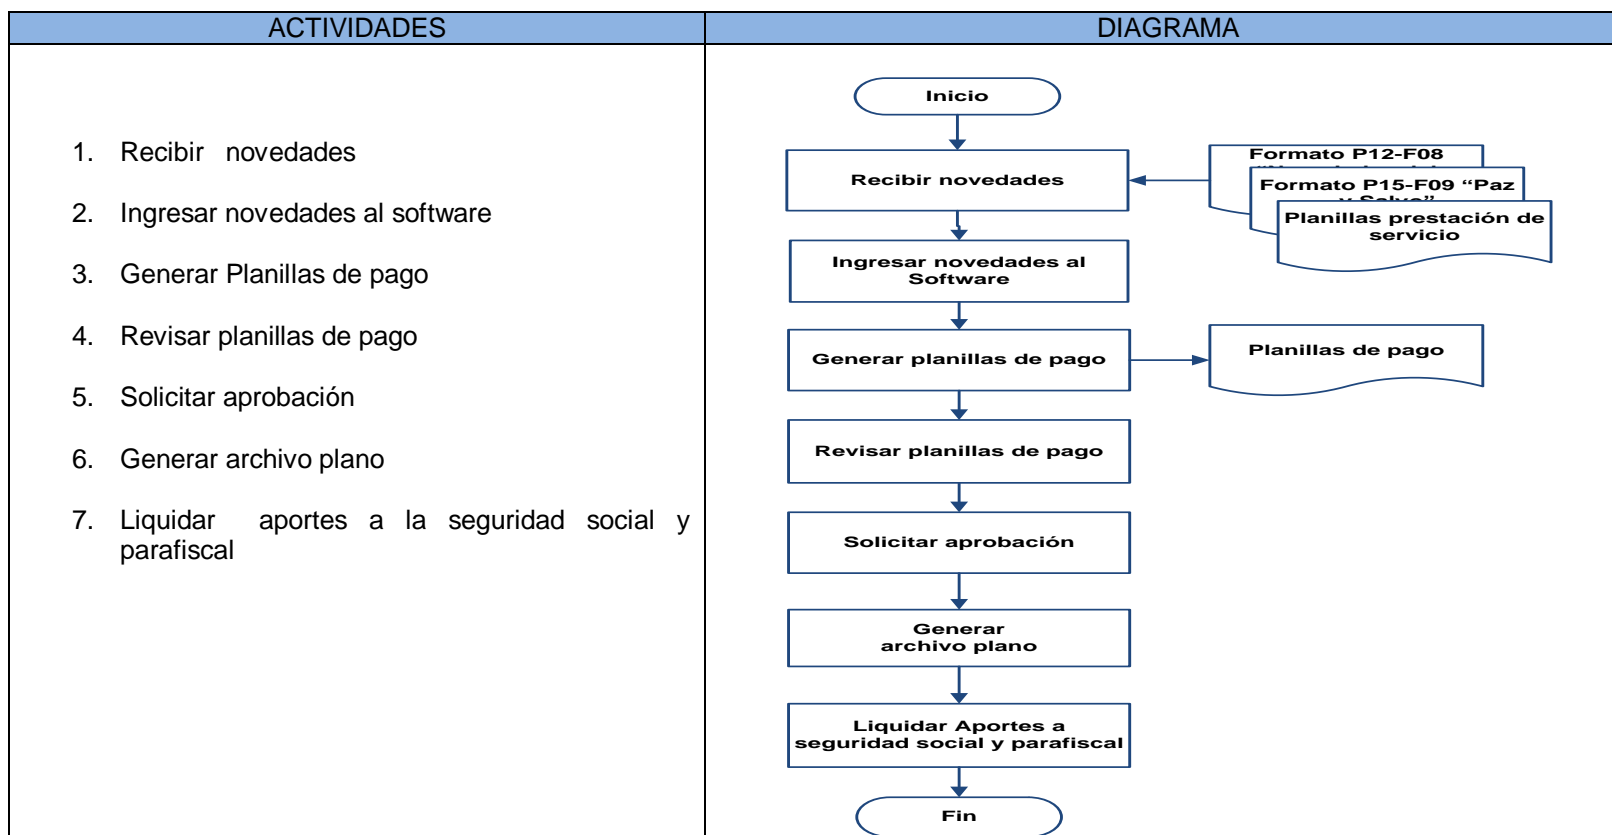 ACTIVIDADES
DIAGRAMA
1. Recibir novedades
2. Ingresar novedades al software
3. Generar Planillas de pago
4. Revisar planillas de pago
5. Solicitar aprobación
6. Generar archivo plano
7. Liquidar aportes a la seguridad social y
parafiscal
Inicio
Recibir novedades
Formato P12-F08
Formato P15-F09 “Paz
y Salvo”
Planillas prestación de
servicio
Ingresar novedades al
Software
Generar planillas de pago
Planillas de pago
Revisar planillas de pago
Solicitar aprobación
Generar
archivo plano
Liquidar Aportes a
seguridad social y parafiscal
Fin